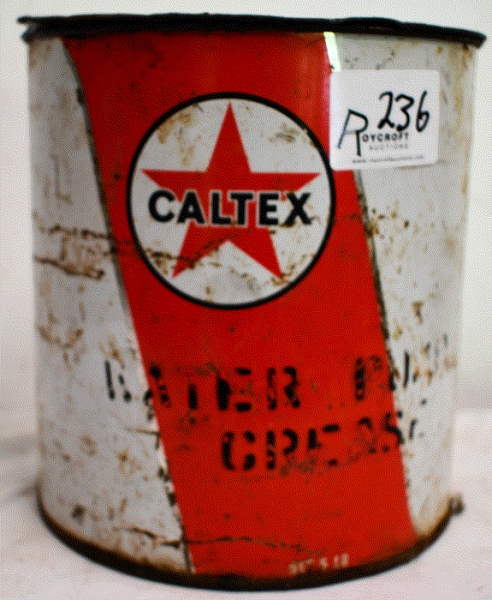 236
ROYCROFT
AUCTIONS
CALTEX
WATER PUMP
GREASE